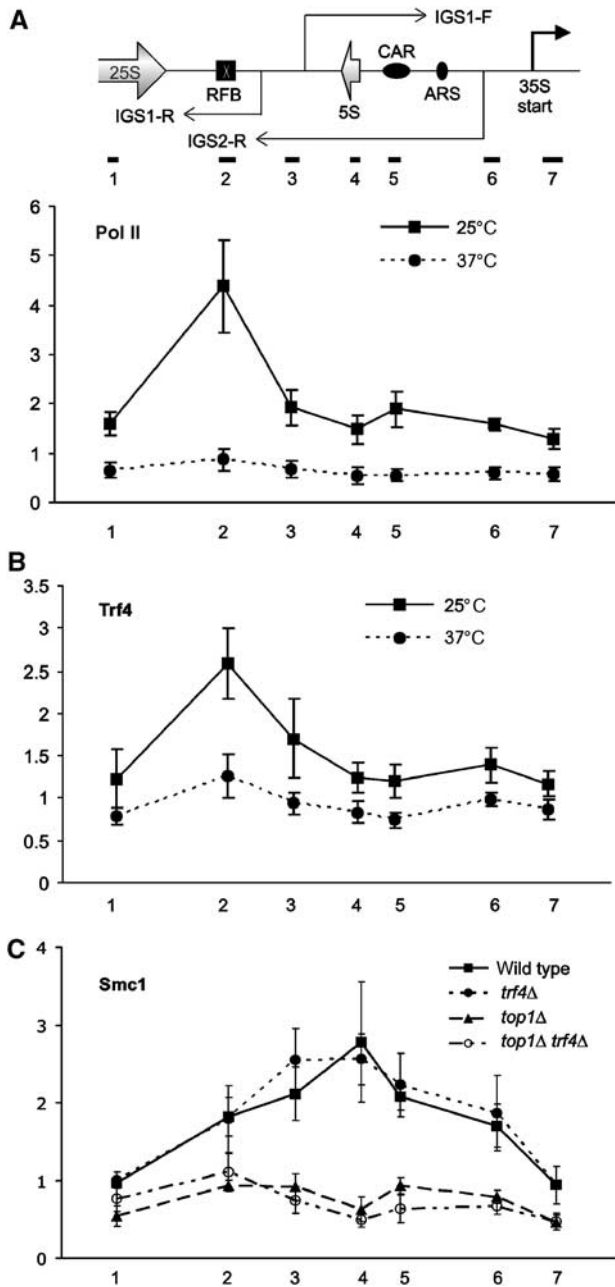 A
IGS1-F
25S
CAR
RFB
ARS
35S
start
IGS1-R
5S
IGS2-R
1 2 3 4 5 6 7
Pol II
25°C
37°C
6
5
4
3
2
1
0
1 2 3 4 5 6 7
B
Trf4
25°C
37°C
3.5
3
2.5
2
1.5
1
0.5
0
1 2 3 4 5 6 7
C
Smc1
Wild type
trf4Δ
top1Δ
top1Δ trf4Δ
4
3
2
1
0
1 2 3 4 5 6 7